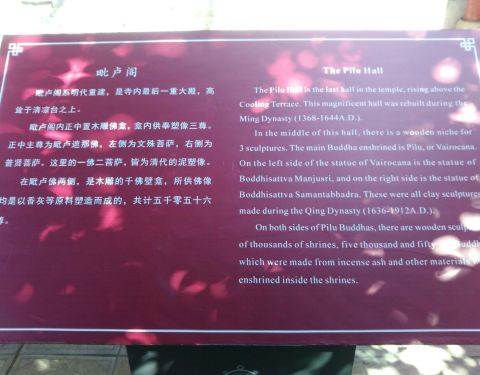 毗卢阁
毗卢阁系明代重建，是寺内最后一重大殿，高
耸于清凉台之上。
毗卢阁内正中置木雕佛龛，龛内供奉塑像三尊。
正中主尊为毗卢遮那佛，左侧为文殊菩萨，右侧为
普贤菩萨。这里的一佛二菩萨，皆为清代的泥塑像。
在毗卢佛两侧，是木雕的千佛壁龛，所供佛像
均是以香灰等原料塑造而成的，共计五千零五十六
尊。
The Pilu Hall
The Pilu Hall is the last hall in the temple, rising above the
Cooling Terrace. This magnificent hall was rebuilt during the
Ming Dynasty (1368-1644A.D.).
In the middle of this hall, there is a wooden niche for
3 sculptures. The main Buddha enshrined is Pilu, or Vairocana.
On the left side of the statue of Vairocana is the statue of
Boddhisattva Manjusri, and on the right side is the statue of
Boddhisattva Samantabbadra. These were all clay sculptures
made during the Qing Dynasty (1636-1912A.D.).
On both sides of Pilu Buddhas, there are wooden sculp
of thousands of shrines, five thousand and fifty
which were made from incense ash and other materials
enshrined inside the shrines.